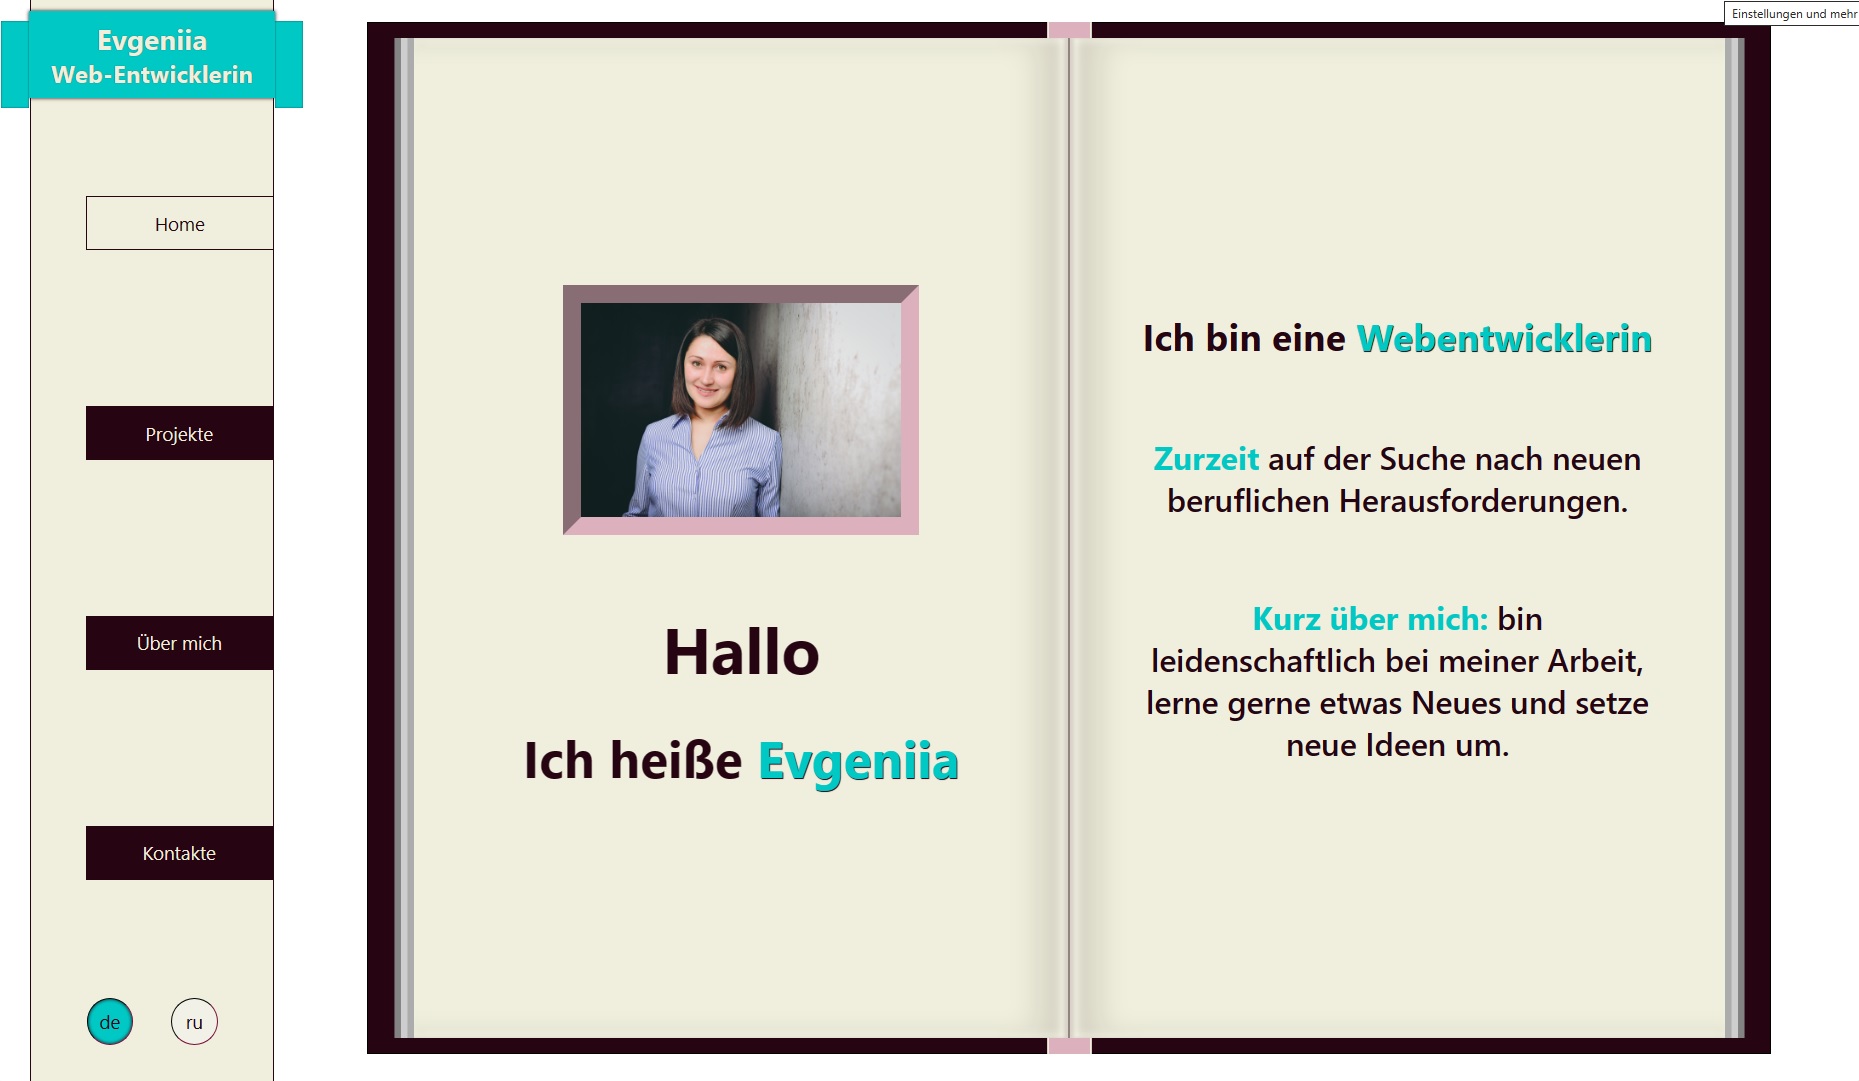 Evgeniia
Web-Entwicklerin
Home
Projekte
Über mich
Kontakte
de
ru
Hallo
Ich heiße Evgeniia
Ich bin eine Webentwicklerin
Zurzeit auf der Suche nach neuen
beruflichen Herausforderungen.
Kurz über mich: bin
leidenschaftlich bei meiner Arbeit,
lerne gerne etwas Neues und setze
neue Ideen um.
Einstellungen und mehr